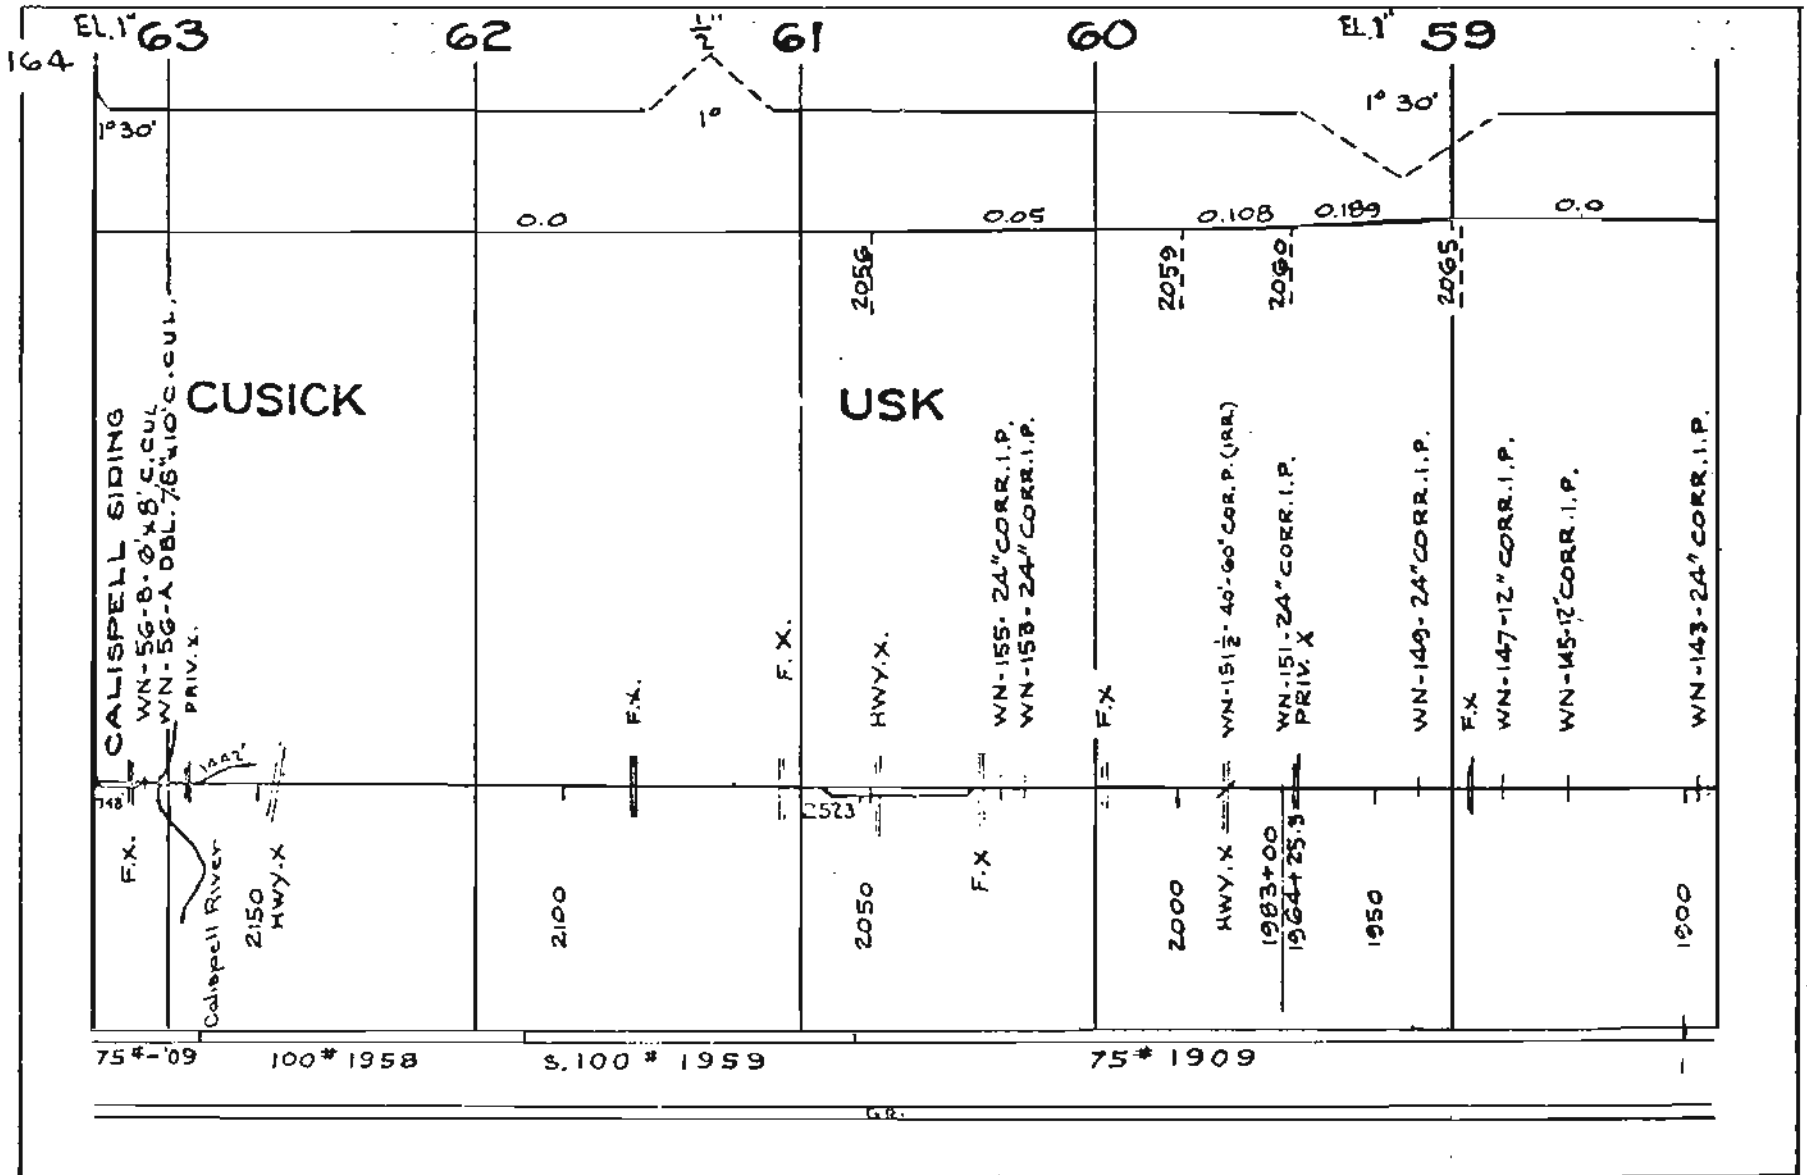 164
EL.1" 63 62 ½" 61 60 EL.1" 59
1°30' 1° 1° 30'
0.0 0.05 0.108 0.189 0.0
2056 2059 2060 2065
CUSICK USK
CALISPELL SIDING
WN-56-B-6'x8' C.CUL
WN-56-A DBL. 7'6"x10' C.CUL.
PRIV.X.
F.X.
F.X.
HWY.X.
WN-155-24"CORR.I.P.
WN-153-24"CORR.I.P.
F.X
WN-151½-40'-60' COR.P.(IRR.)
WN-151-24"CORR.I.P.
PRIV. X
WN-149-24"CORR.I.P.
F.X
WN-147-12"CORR.I.P.
WN-145-12"CORR.I.P.
WN-143-24"CORR.I.P.
748'
1442'
2523
F.X.
Calispell River
2150
HWY.X
2100
2050
F.X
2000
HWY.X
1983+00
1964+25.3
1950
1900
75#-'09 100# 1958 S.100# 1959 75# 1909
GR.